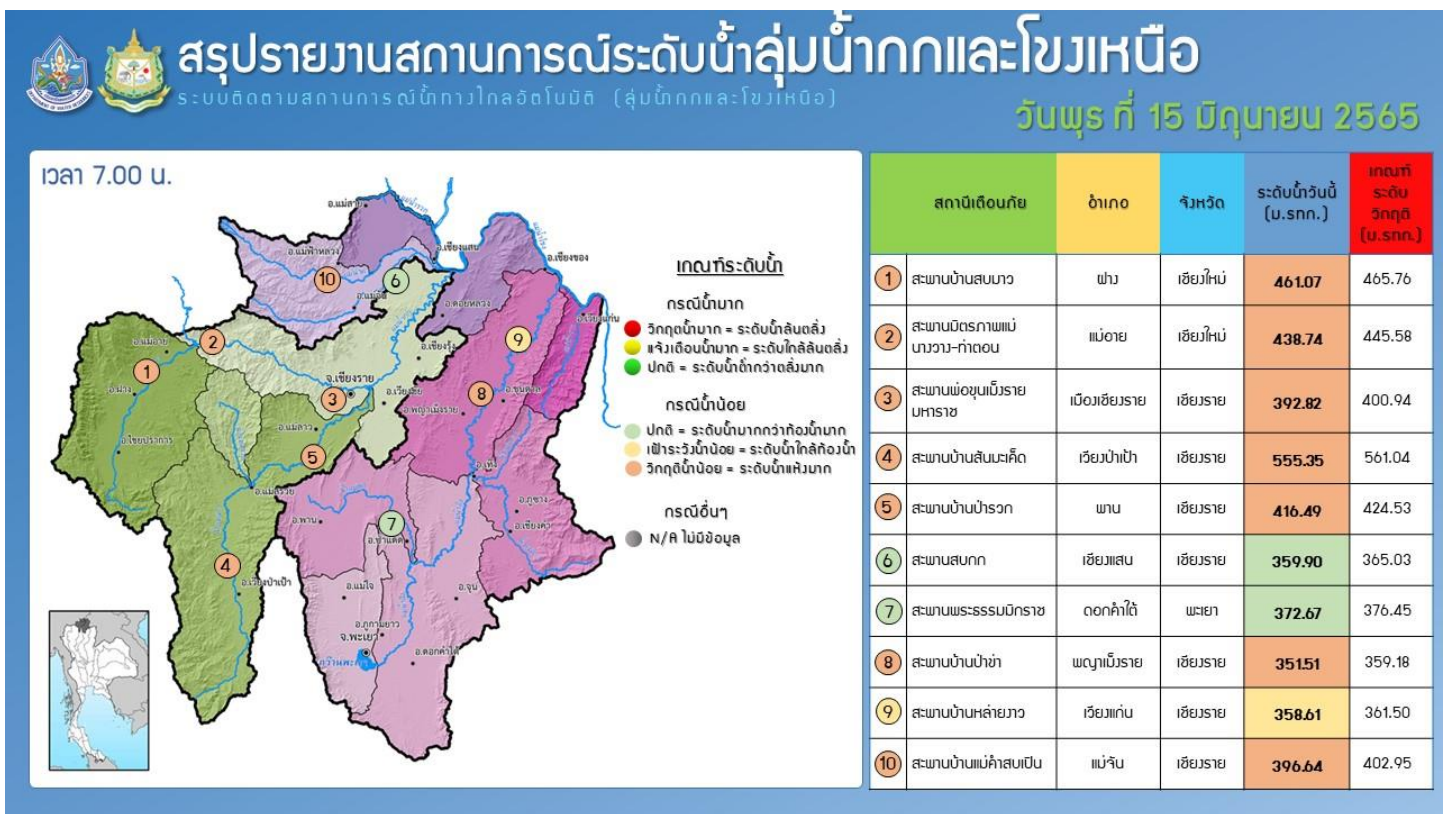 สรุปรายงานสถานการณ์ระดับน้ำลุ่มน้ำกกและโขงเหนือ
ระบบติดตามสถานการณ์น้ำทางไกลอัตโนมัติ (ลุ่มน้ำกกและโขงเหนือ)
วันพุธ ที่ 15 มิถุนายน 2565
เวลา 7.00 น.
อ.แม่สาย
แม่น้ำรวก
อ.แม่ฟ้าหลวง
อ.เชียงแสน
แม่น้ำโขง
อ.เชียงของ
10
6
อ.แม่จัน
อ.ดอยหลวง
อ.เวียงแก่น
อ.แม่อาย
2
9
1
อ.เชียงรุ้ง
อ.ฝาง
จ.เชียงราย
3
อ.เวียงชัย
8
อ.ขุนตาล
อ.พญาเม็งราย
อ.แม่ลาว
อ.ไชยปราการ
5
อ.เทิง
อ.แม่สรวย
อ.ภูซาง
อ.พาน
7
อ.เชียงคำ
อ.ป่าแดด
4
อ.เวียงป่าเป้า
อ.แม่ใจ
อ.จุน
อ.ภูกามยาว
จ.พะเยา
อ.ดอกคำใต้
กว๊านพะเยา
เกณฑ์ระดับน้ำ
กรณีน้ำมาก
วิกฤตน้ำมาก = ระดับน้ำล้นตลิ่ง
แจ้งเตือนน้ำมาก = ระดับใกล้ล้นตลิ่ง
ปกติ = ระดับน้ำต่ำกว่าตลิ่งมาก
กรณีน้ำน้อย
ปกติ = ระดับน้ำมากกว่าท้องน้ำมาก
เฝ้าระวังน้ำน้อย = ระดับน้ำใกล้ท้องน้ำ
วิกฤติน้ำน้อย = ระดับน้ำแห้งมาก
กรณีอื่นๆ
N/A ไม่มีข้อมูล
สถานีเตือนภัย อำเภอ จังหวัด ระดับน้ำวันนี้ (ม.รทก.) เกณฑ์ระดับวิกฤติ (ม.รทก.)
1 สะพานบ้านสบมาว ฝาง เชียงใหม่ 461.07 465.76
2 สะพานมิตรภาพแม่นางวาง-ท่าตอน แม่อาย เชียงใหม่ 438.74 445.58
3 สะพานพ่อขุนเม็งรายมหาราช เมืองเชียงราย เชียงราย 392.82 400.94
4 สะพานบ้านสันมะเค็ด เวียงป่าเป้า เชียงราย 555.35 561.04
5 สะพานบ้านป่ารวก พาน เชียงราย 416.49 424.53
6 สะพานสบกก เชียงแสน เชียงราย 359.90 365.03
7 สะพานพระธรรมมิกราช ดอกคำใต้ พะเยา 372.67 376.45
8 สะพานบ้านป่าข่า พญาเม็งราย เชียงราย 351.51 359.18
9 สะพานบ้านหล่ายงาว เวียงแก่น เชียงราย 358.61 361.50
10 สะพานบ้านแม่คำสบเปิน แม่จัน เชียงราย 396.64 402.95